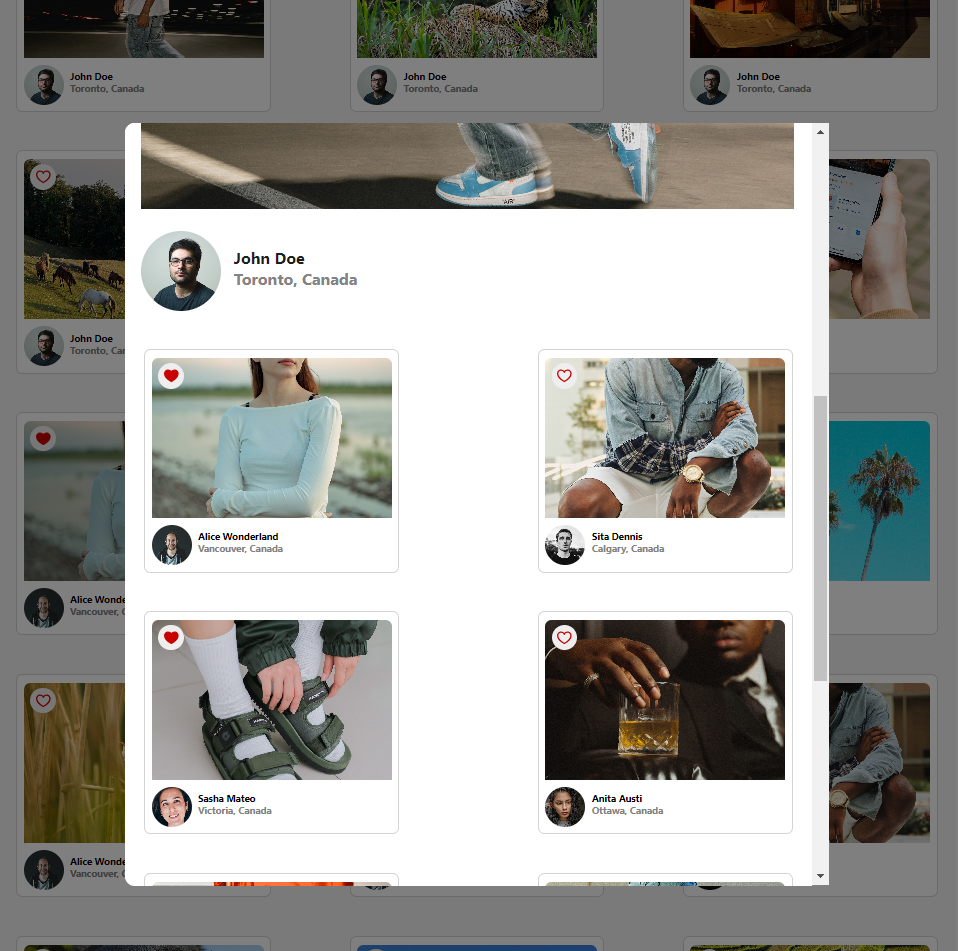 John Doe
Toronto, Canada
John Doe
Toronto, Canada
John Doe
Toronto, Canada
"AIR"
John Doe
Toronto, Canada
John Doe
Toronto, Ca
Alice Wonderland
Vancouver, Canada
Sita Dennis
Calgary, Canada
Alice Wonde
Vancouver, C
Sasha Mateo
Victoria, Canada
Anita Austi
Ottawa, Canada
Alice Wonde
Vancouver, C